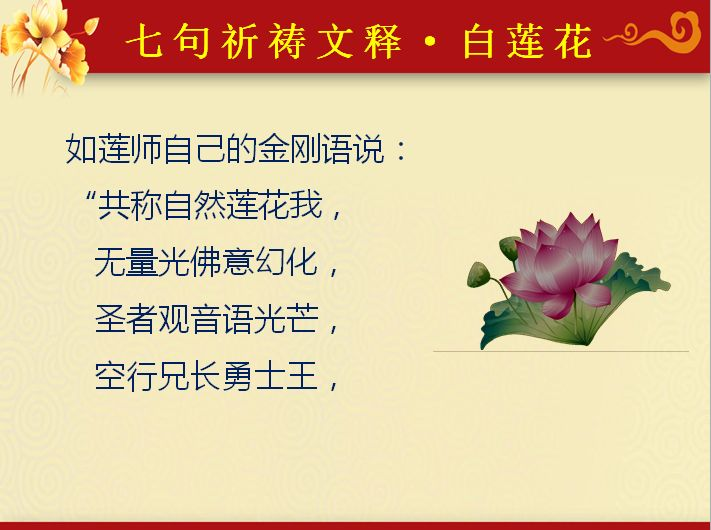 七句祈祷文释·白莲花
如莲师自己的金刚语说：
“共称自然莲花我，
无量光佛意幻化，
圣者观音语光芒，
空行兄长勇士王，